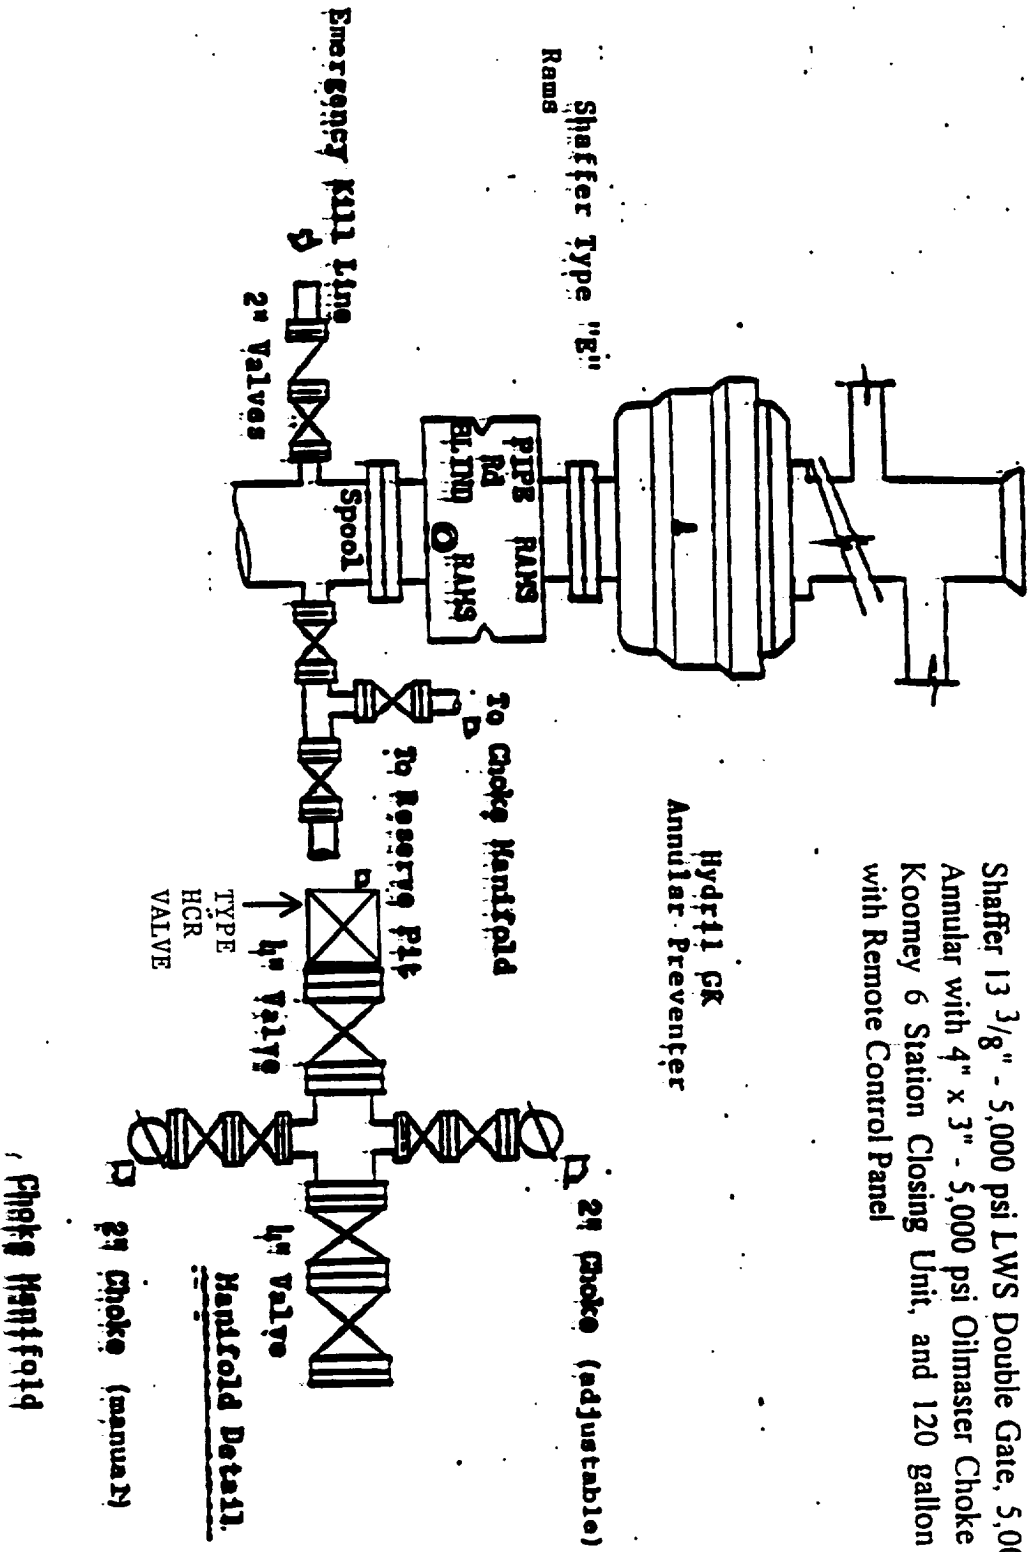 Shaffer 13 3/8" - 5,000 psi LWS Double Gate, 5,0
Annular with 4" x 3" - 5,000 psi Oilmaster Choke
Koomey 6 Station Closing Unit, and 120 gallon
with Remote Control Panel
Hydril GK
Annular Preventer
Shaffer Type "E"
Rams
PIPE RAMS
Rd
BLIND RAMS
Spool
To Choke Manifold
To Reserve Pit
Emergency Kill Line
2" Valves
TYPE
HCR
VALVE
4" Valve
4" Valve
2" Choke (adjustable)
2" Choke (manual)
Manifold Detail
Choke Manifold